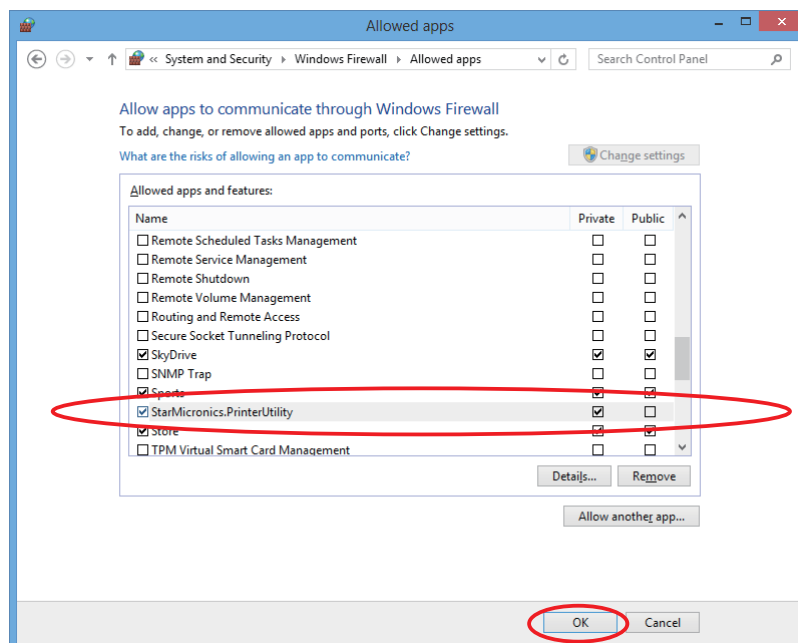 Allowed apps
« System and Security Windows Firewall Allowed apps Search Control Panel
Allow apps to communicate through Windows Firewall
To add, change, or remove allowed apps and ports, click Change settings.
What are the risks of allowing an app to communicate? Change settings
Allowed apps and features:
Name Private Public
Remote Scheduled Tasks Management
Remote Service Management
Remote Shutdown
Remote Volume Management
Routing and Remote Access
Secure Socket Tunneling Protocol
SkyDrive
SNMP Trap
Sports
StarMicronics.PrinterUtility
Store
TPM Virtual Smart Card Management
Details... Remove
Allow another app...
OK Cancel